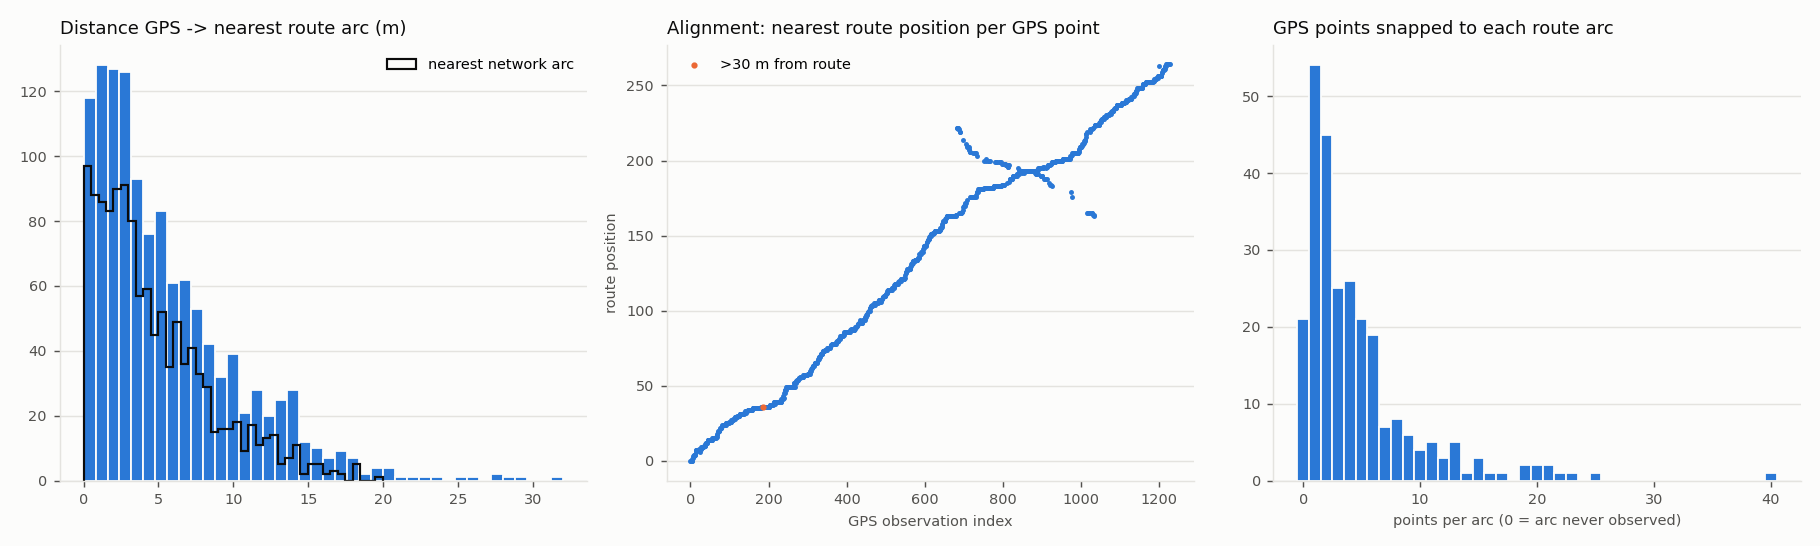 Distance GPS -> nearest route arc (m)
nearest network arc
120
100
80
60
40
20
0
0 5 10 15 20 25 30
Alignment: nearest route position per GPS point
>30 m from route
route position
250
200
150
100
50
0
0 200 400 600 800 1000 1200
GPS observation index
GPS points snapped to each route arc
50
40
30
20
10
0
0 10 20 30 40
points per arc (0 = arc never observed)